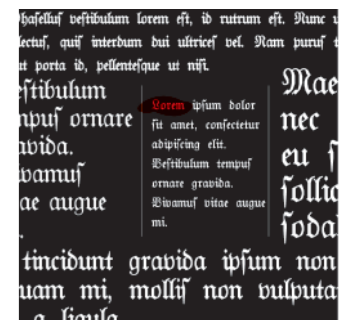 Phasellus vestibulum lorem est, id rutrum est. Nunc
lectus, quis interdum dui ultrices vel. Nam purus
ut porta id, pellentesque ut nisi.
estibulum
mpus ornare
avida.
vamus
ae augue
Lorem ipsum dolor
sit amet, consectetur
adipiscing elit.
Vestibulum tempus
ornare gravida.
Vivamus vitae augue
mi.
Mae
nec
eu
sollic
soda
tincidunt gravida ipsum non
uam mi, mollis non vulputa
a ligula